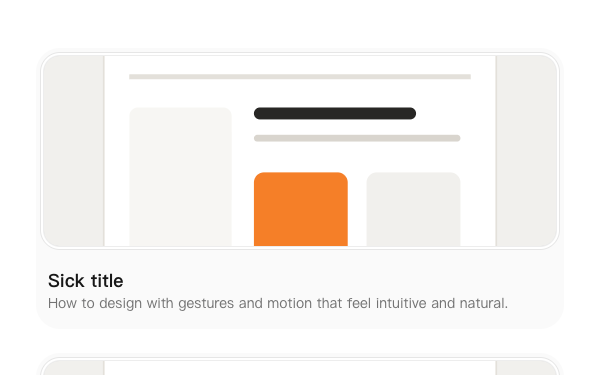 Sick title
How to design with gestures and motion that feel intuitive and natural.